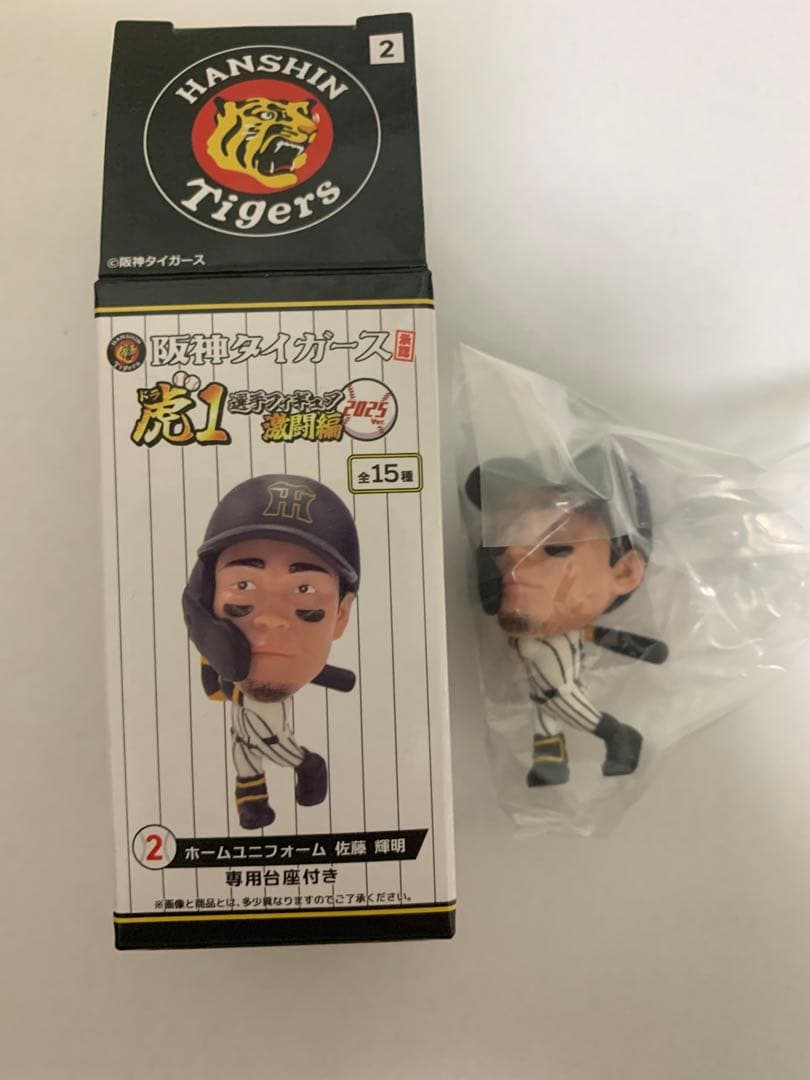 2
HANSHIN
Tigers
©阪神タイガース
HANSHIN
Tigers
阪神タイガース 承認
ドラ
虎1 選手フィギュア 2025
激闘編 Ver.
全15種
TH
2 ホームユニフォーム 佐藤 輝明
専用台座付き
※画像と商品とは、多少異なりますのでご了承ください。